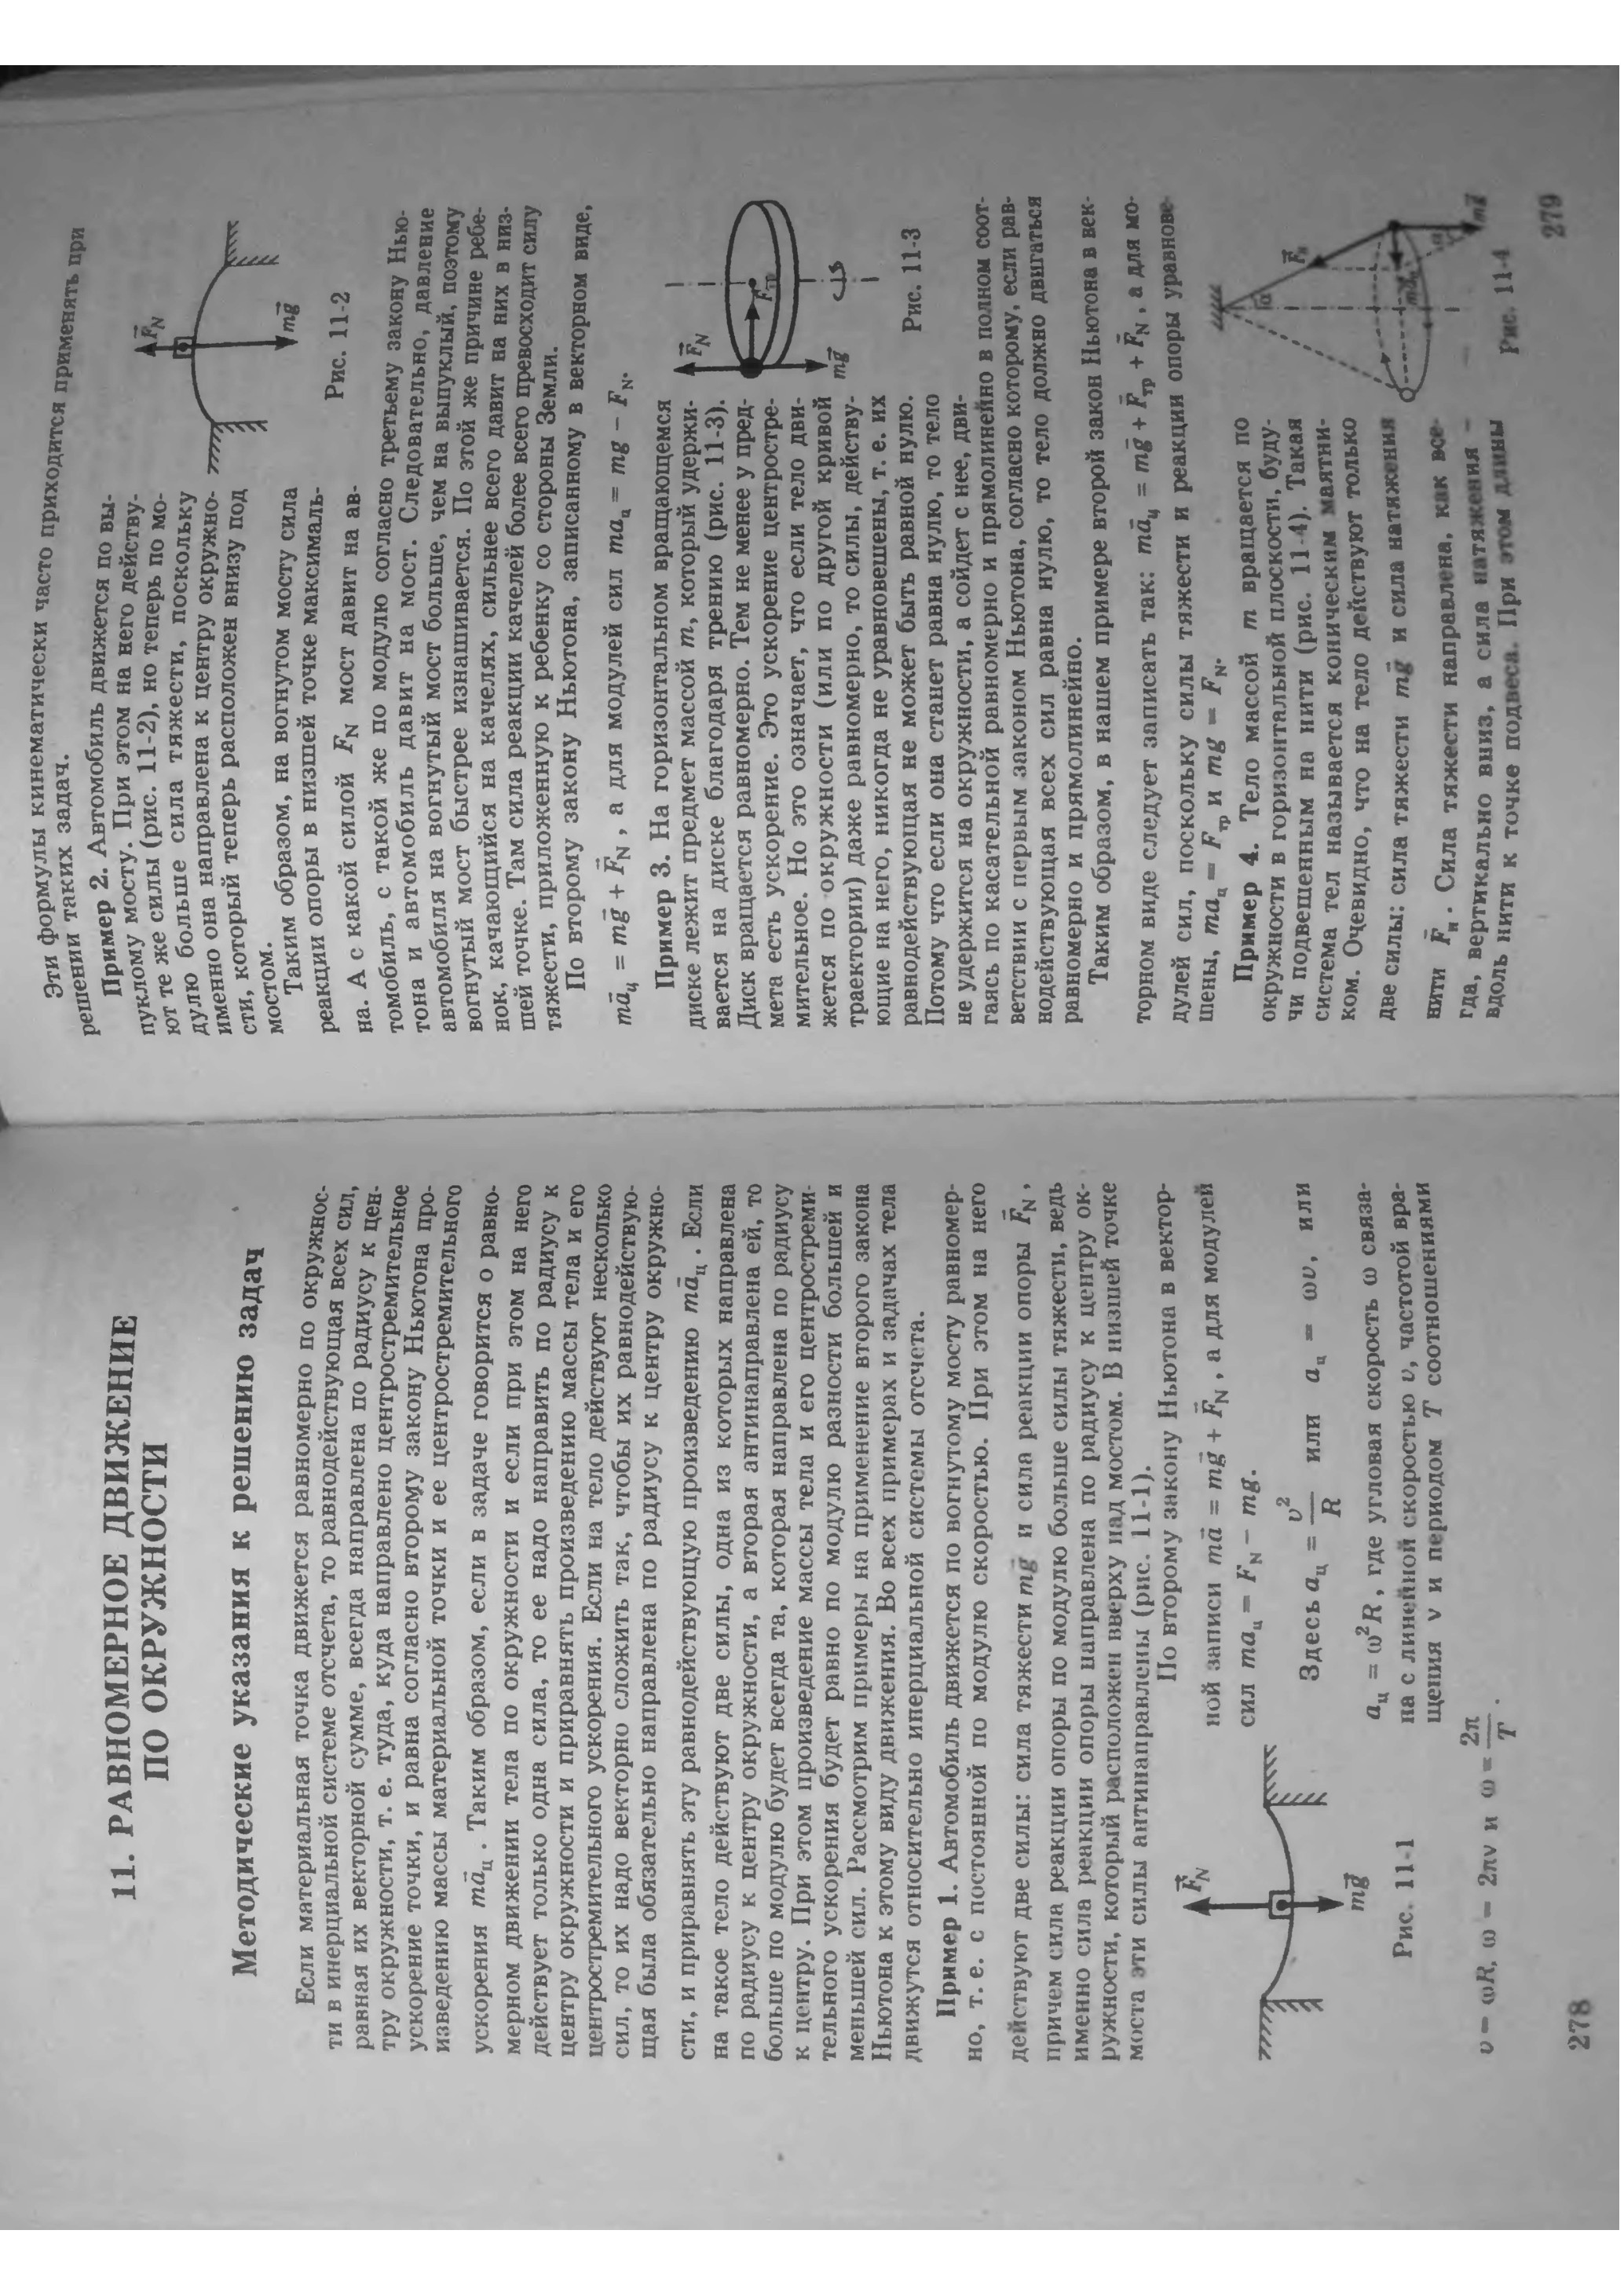 11. РАВНОМЕРНОЕ ДВИЖЕНИЕ
ПО ОКРУЖНОСТИ
Методические указания к решению задач
Если материальная точка движется равномерно по окружнос-
ти в инерциальной системе отсчета, то равнодействующая всех сил,
равная их векторной сумме, всегда направлена по радиусу к цен-
тру окружности, т. е. туда, куда направлено центростремительное
ускорение точки, и равна согласно второму закону Ньютона про-
изведению массы материальной точки и ее центростремительного
ускорения ma⃗ц . Таким образом, если в задаче говорится о равно-
мерном движении тела по окружности и если при этом на него
действует только одна сила, то ее надо направить по радиусу к
центру окружности и приравнять произведению массы тела и его
центростремительного ускорения. Если на тело действуют несколько
сил, то их надо векторно сложить так, чтобы их равнодействую-
щая была обязательно направлена по радиусу к центру окружно-
сти, и приравнять эту равнодействующую произведению ma⃗ц . Если
на такое тело действуют две силы, одна из которых направлена
по радиусу к центру окружности, а вторая антинаправлена ей, то
больше по модулю будет всегда та, которая направлена по радиусу
к центру. При этом произведение массы тела и его центростреми-
тельного ускорения будет равно по модулю разности большей и
меньшей сил. Рассмотрим примеры на применение второго закона
Ньютона к этому виду движения. Во всех примерах и задачах тела
движутся относительно инерциальной системы отсчета.
Пример 1. Автомобиль движется по вогнутому мосту равномер-
но, т. е. с постоянной по модулю скоростью. При этом на него
действуют две силы: сила тяжести mg⃗ и сила реакции опоры F⃗N ,
причем сила реакции опоры по модулю больше силы тяжести, ведь
именно сила реакции опоры направлена по радиусу к центру ок-
ружности, который расположен вверху над мостом. В низшей точке
моста эти силы антинаправлены (рис. 11-1).
По второму закону Ньютона в вектор-
ной записи ma⃗ = mg⃗ + F⃗N , а для модулей
сил maц = FN − mg.
Здесь aц = v²/R или aц = ωv, или
aц = ω²R, где угловая скорость ω связа-
на с линейной скоростью v, частотой вра-
щения ν и периодом T соотношениями
F⃗N
mg⃗
Рис. 11-1
v = ωR, ω = 2πν и ω = 2π/T .
278
Эти формулы кинематически часто приходится применять при
решении таких задач.
Пример 2. Автомобиль движется по вы-
пуклому мосту. При этом на него действу-
ют те же силы (рис. 11-2), но теперь по мо-
дулю больше сила тяжести, поскольку
именно она направлена к центру окружно-
сти, который теперь расположен внизу под
мостом.
F⃗N
mg⃗
Рис. 11-2
Таким образом, на вогнутом мосту сила
реакции опоры в низшей точке максималь-
на. А с какой силой FN мост давит на ав-
томобиль, с такой же по модулю согласно третьему закону Нью-
тона и автомобиль давит на мост. Следовательно, давление
автомобиля на вогнутый мост больше, чем на выпуклый, поэтому
вогнутый мост быстрее изнашивается. По этой же причине ребе-
нок, качающийся на качелях, сильнее всего давит на них в низ-
шей точке. Там сила реакции качелей более всего превосходит силу
тяжести, приложенную к ребенку со стороны Земли.
По второму закону Ньютона, записанному в векторном виде,
ma⃗ц = mg⃗ + F⃗N , а для модулей сил maц = mg − FN.
Пример 3. На горизонтальном вращающемся
диске лежит предмет массой m, который удержи-
вается на диске благодаря трению (рис. 11-3).
Диск вращается равномерно. Тем не менее у пред-
мета есть ускорение. Это ускорение центростре-
мительное. Но это означает, что если тело дви-
жется по окружности (или по другой кривой
траектории) даже равномерно, то силы, действу-
ющие на него, никогда не уравновешены, т. е. их
равнодействующая не может быть равной нулю.
Потому что если она станет равна нулю, то тело
не удержится на окружности, а сойдет с нее, дви-
гаясь по касательной равномерно и прямолинейно в полном соот-
ветствии с первым законом Ньютона, согласно которому, если рав-
нодействующая всех сил равна нулю, то тело должно двигаться
равномерно и прямолинейно.
F⃗N
F⃗тр
mg⃗
Рис. 11-3
Таким образом, в нашем примере второй закон Ньютона в век-
торном виде следует записать так: ma⃗ц = mg⃗ + F⃗тр + F⃗N , а для мо-
дулей сил, поскольку силы тяжести и реакции опоры уравнове-
шены, maц = Fтр и mg = FN.
Пример 4. Тело массой m вращается по
окружности в горизонтальной плоскости, буду-
чи подвешенным на нити (рис. 11-4). Такая
система тел называется коническим маятни-
ком. Очевидно, что на тело действуют только
две силы: сила тяжести mg⃗ и сила натяжения
нити F⃗н . Сила тяжести направлена, как все-
гда, вертикально вниз, а сила натяжения –
вдоль нити к точке подвеса. При этом длины
α
F⃗н
ma⃗ц
α
mg⃗
Рис. 11-4
279